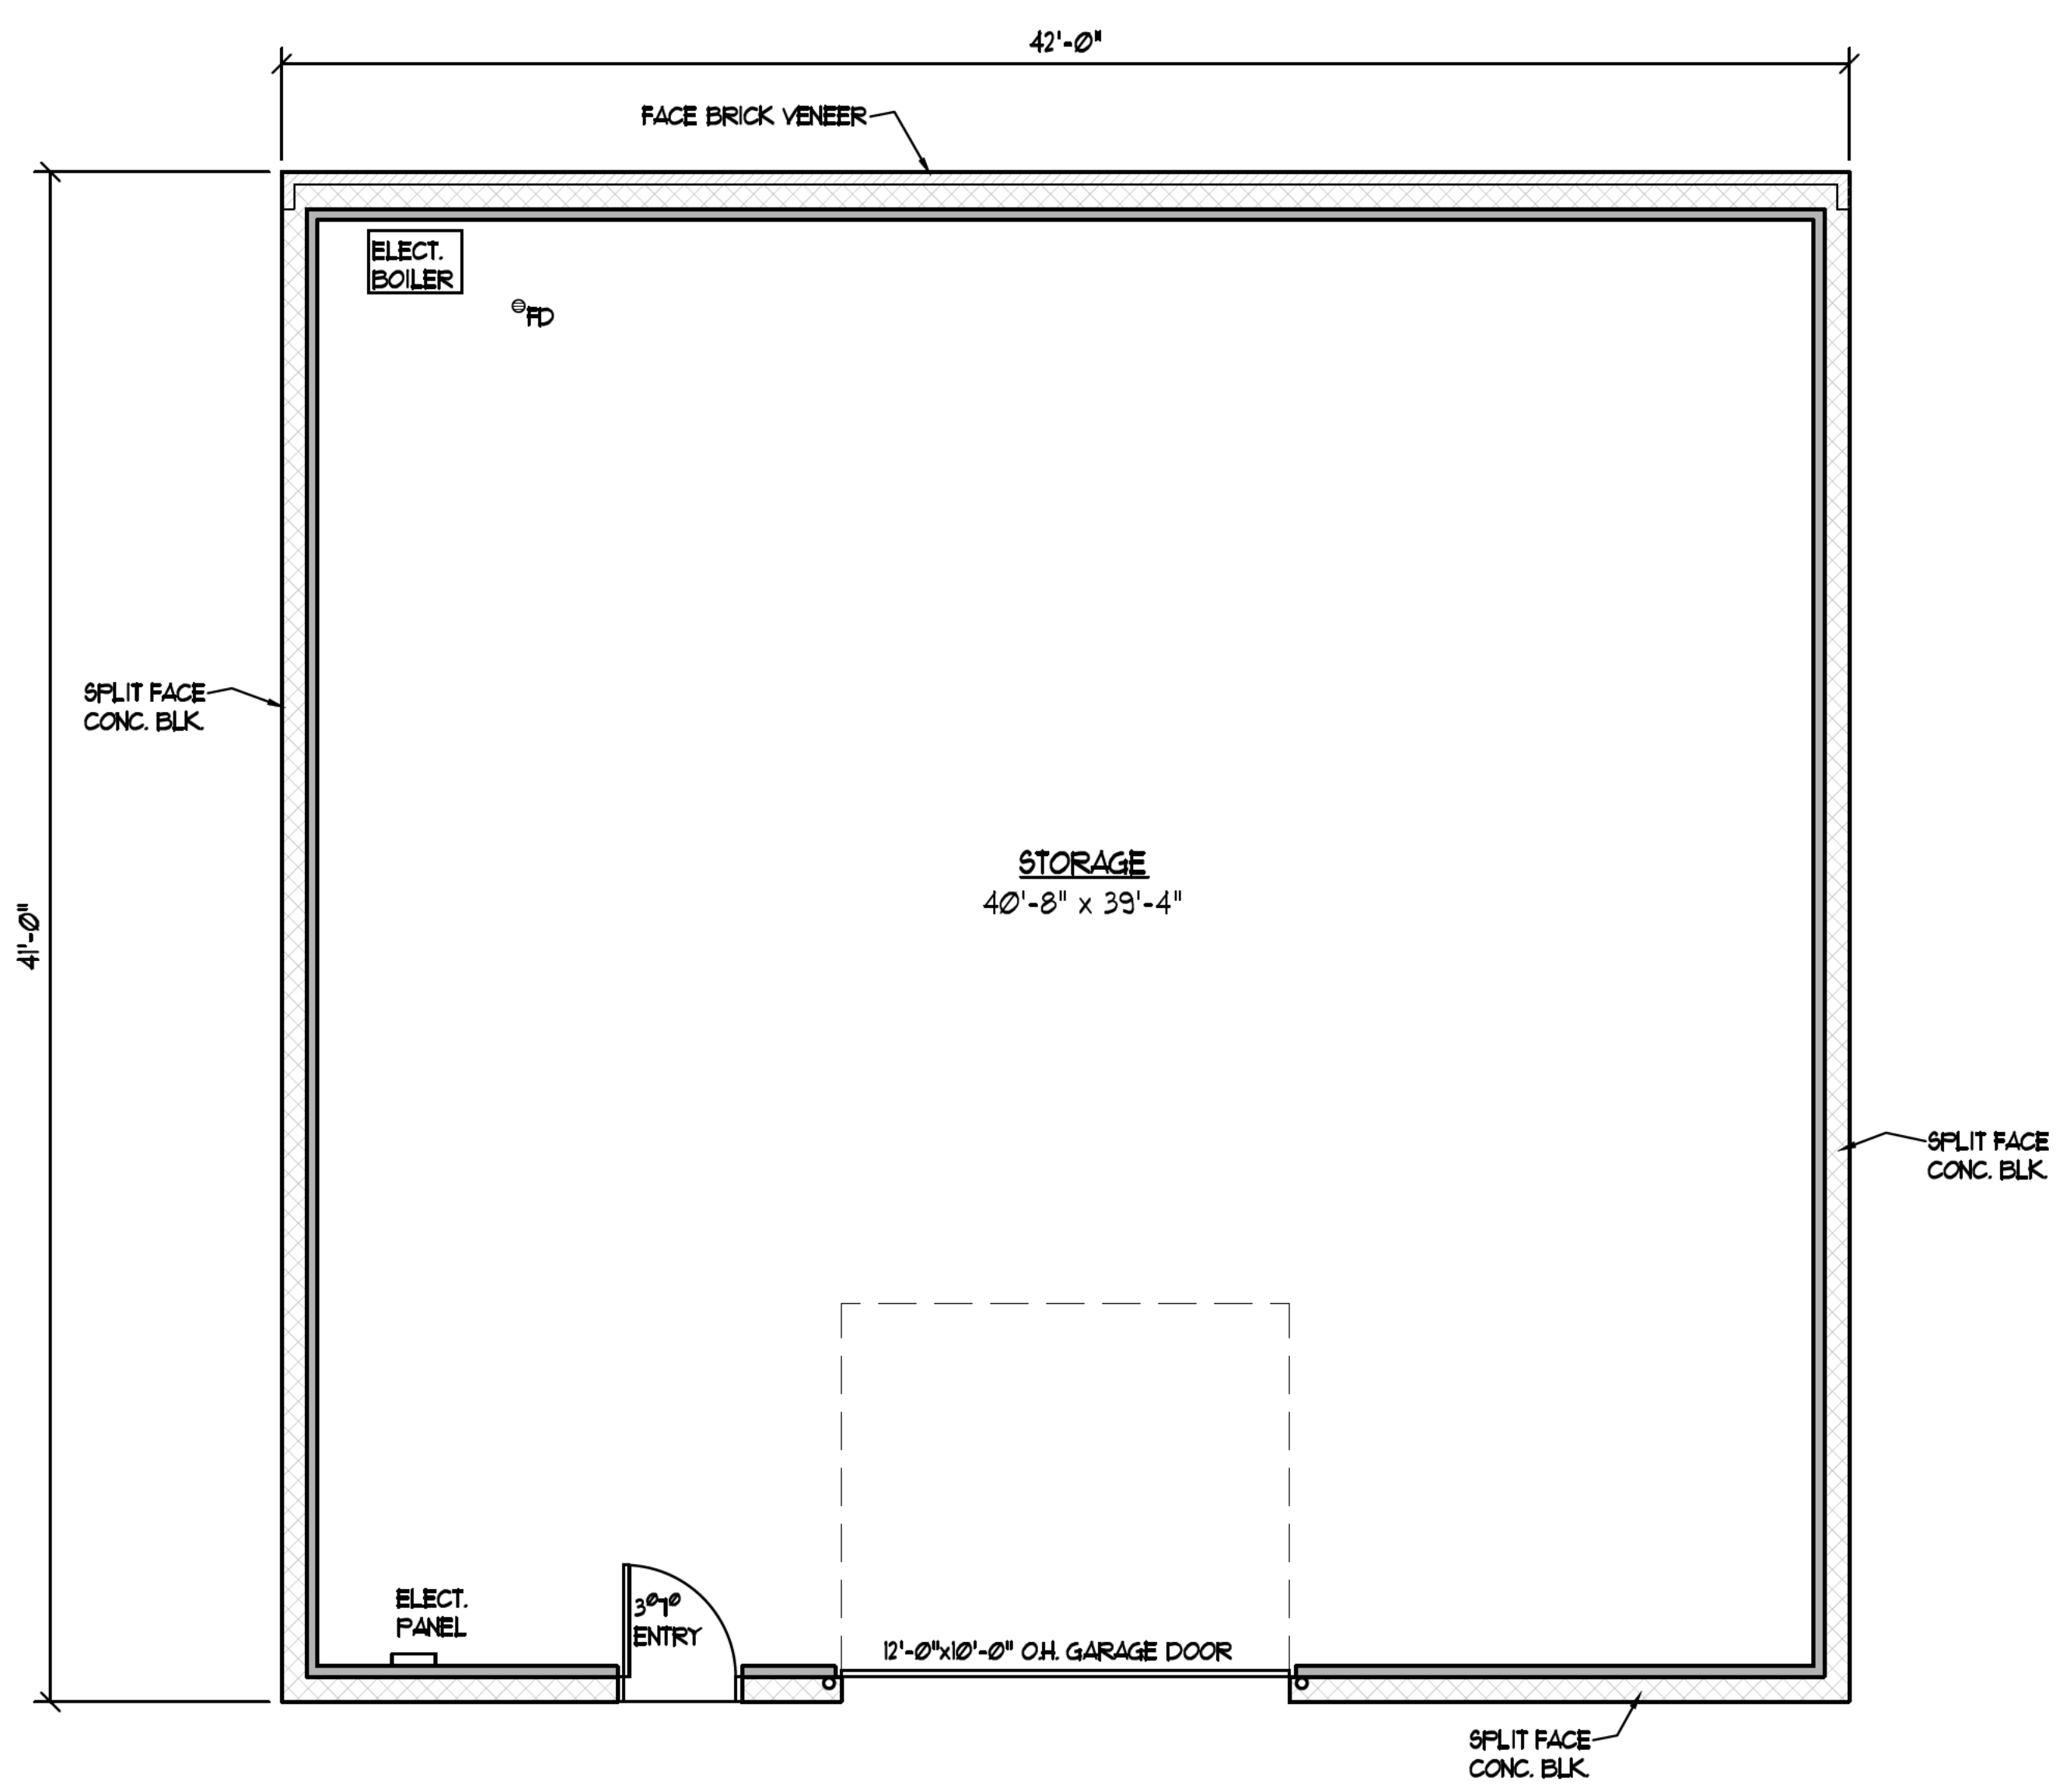 42'-0"
FACE BRICK VENEER
ELECT.
BOILER
FD
SPLIT FACE
CONC. BLK.
STORAGE
40'-8" x 39'-4"
41'-0"
SPLIT FACE
CONC. BLK.
ELECT.
PANEL
3⁰7⁰
ENTRY
12'-0"x10'-0" O.H. GARAGE DOOR
SPLIT FACE
CONC. BLK.